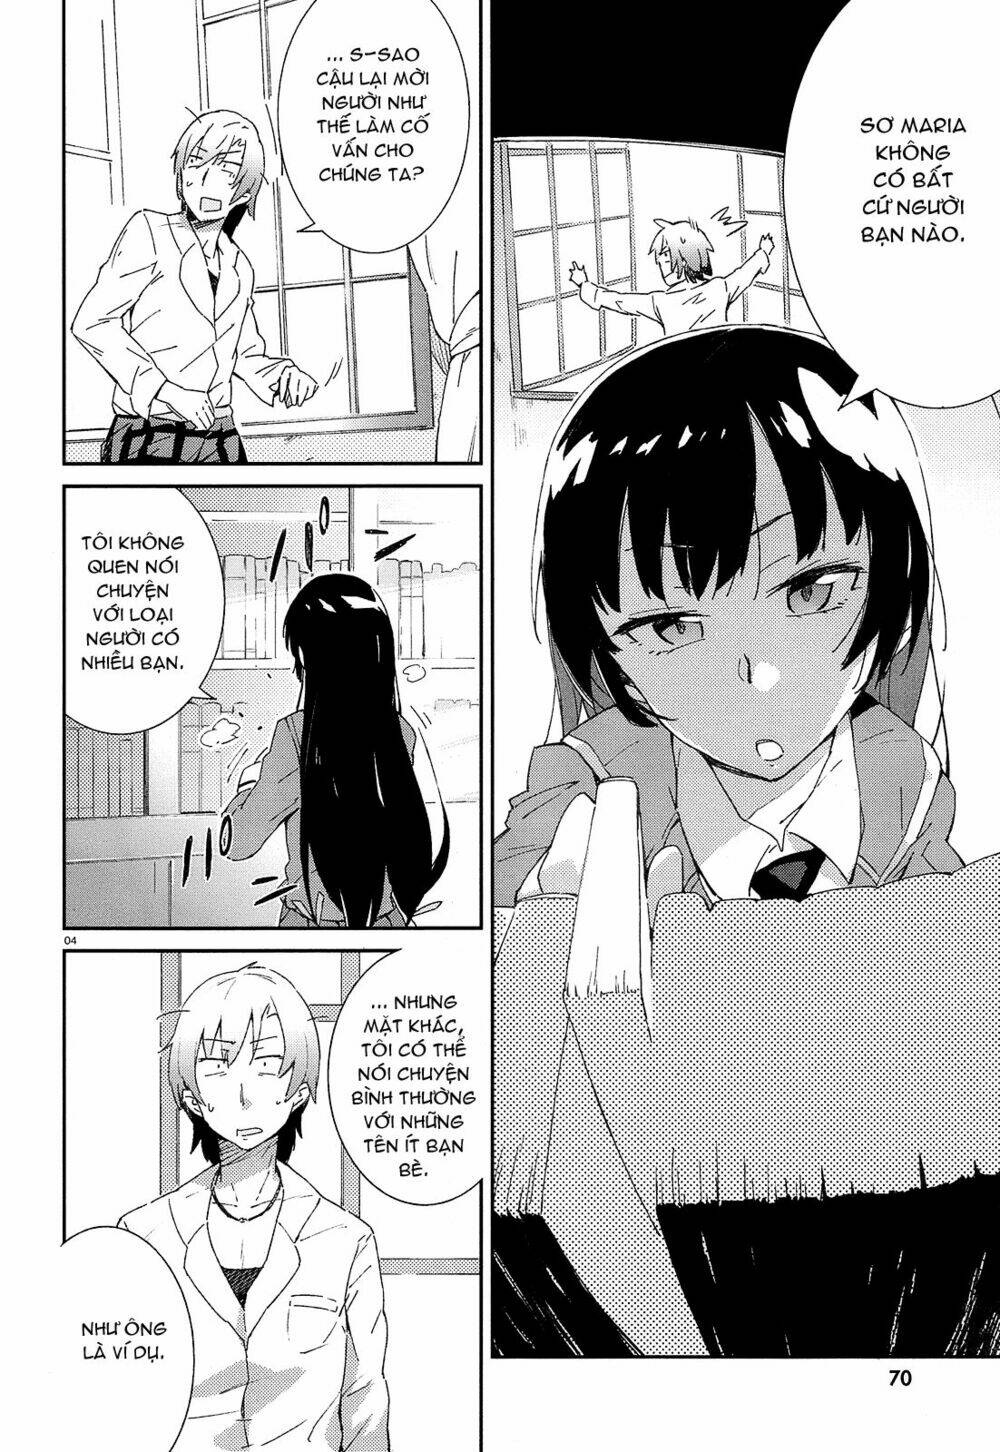 SƠ MARIA
KHÔNG
CÓ BẤT
CỨ NGƯỜI
BẠN NÀO.
... S-SAO
CẬU LẠI MỜI
NGƯỜI NHƯ
THẾ LÀM CỐ
VẤN CHO
CHÚNG TA?
TÔI KHÔNG
QUEN NÓI
CHUYỆN
VỚI LOẠI
NGƯỜI CÓ
NHIỀU BẠN.
04
... NHƯNG
MẶT KHÁC,
TÔI CÓ THỂ
NÓI CHUYỆN
BÌNH THƯỜNG
VỚI NHỮNG
TÊN ÍT BẠN
BÈ.
NHƯ ÔNG
LÀ VÍ DỤ.
70